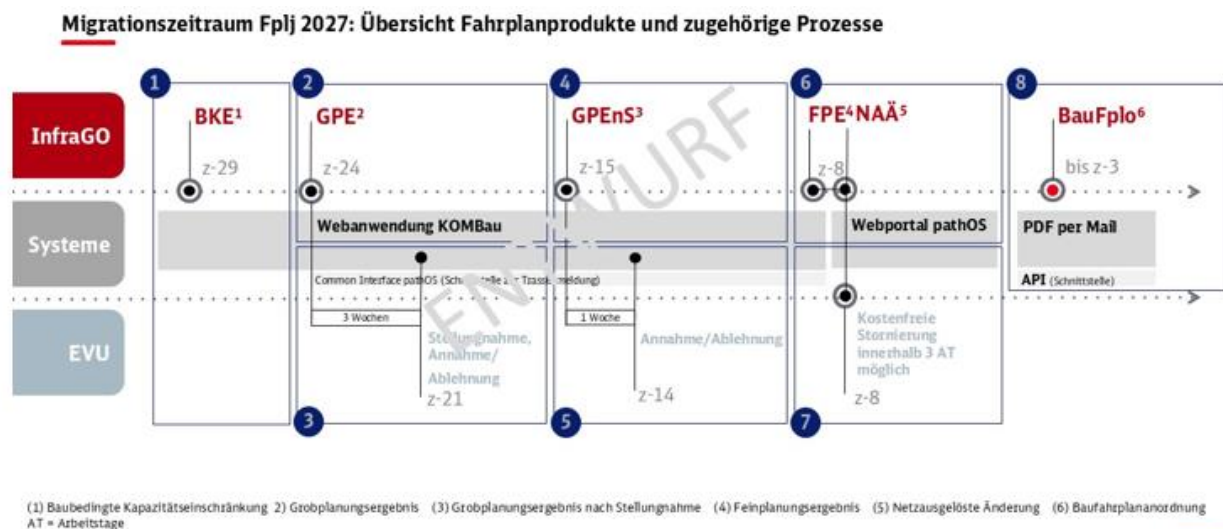 Migrationszeitraum Fplj 2027: Übersicht Fahrplanprodukte und zugehörige Prozesse
1
2
4
6
8
InfraGO
BKE¹
GPE²
GPEnS³
FPE⁴NAÄ⁵
BauFplo⁶
z-29
z-24
z-15
z-8
bis z-3
Systeme
Webanwendung KOMBau
Webportal pathOS
PDF per Mail
Common Interface pathOS (Schnittstelle zur Trassenanmeldung)
API (Schnittstelle)
ENTWURF
EVU
3 Wochen
1 Woche
Stellungnahme,
Annahme/
Ablehnung
Annahme/Ablehnung
Kostenfreie
Stornierung
innerhalb 3 AT
möglich
z-21
z-14
z-8
3
5
7
(1) Baubedingte Kapazitätseinschränkung 2) Grobplanungsergebnis (3) Grobplanungsergebnis nach Stellungnahme (4) Feinplanungsergebnis (5) Netzausgelöste Änderung (6) Baufahrplananordnung
AT = Arbeitstage